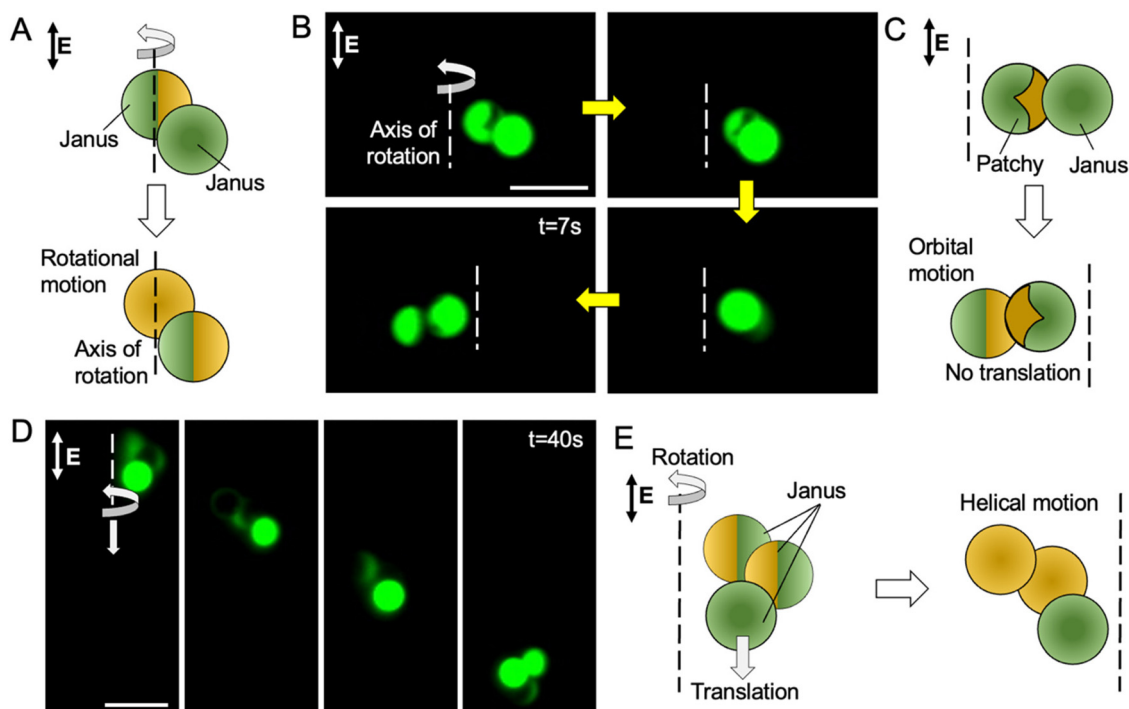 A
E
Janus
Janus
Rotational
motion
Axis of
rotation
B
E
Axis of
rotation
t=7s
C
E
Patchy
Janus
Orbital
motion
No translation
D
E
t=40s
E
Rotation
E
Janus
Translation
Helical motion